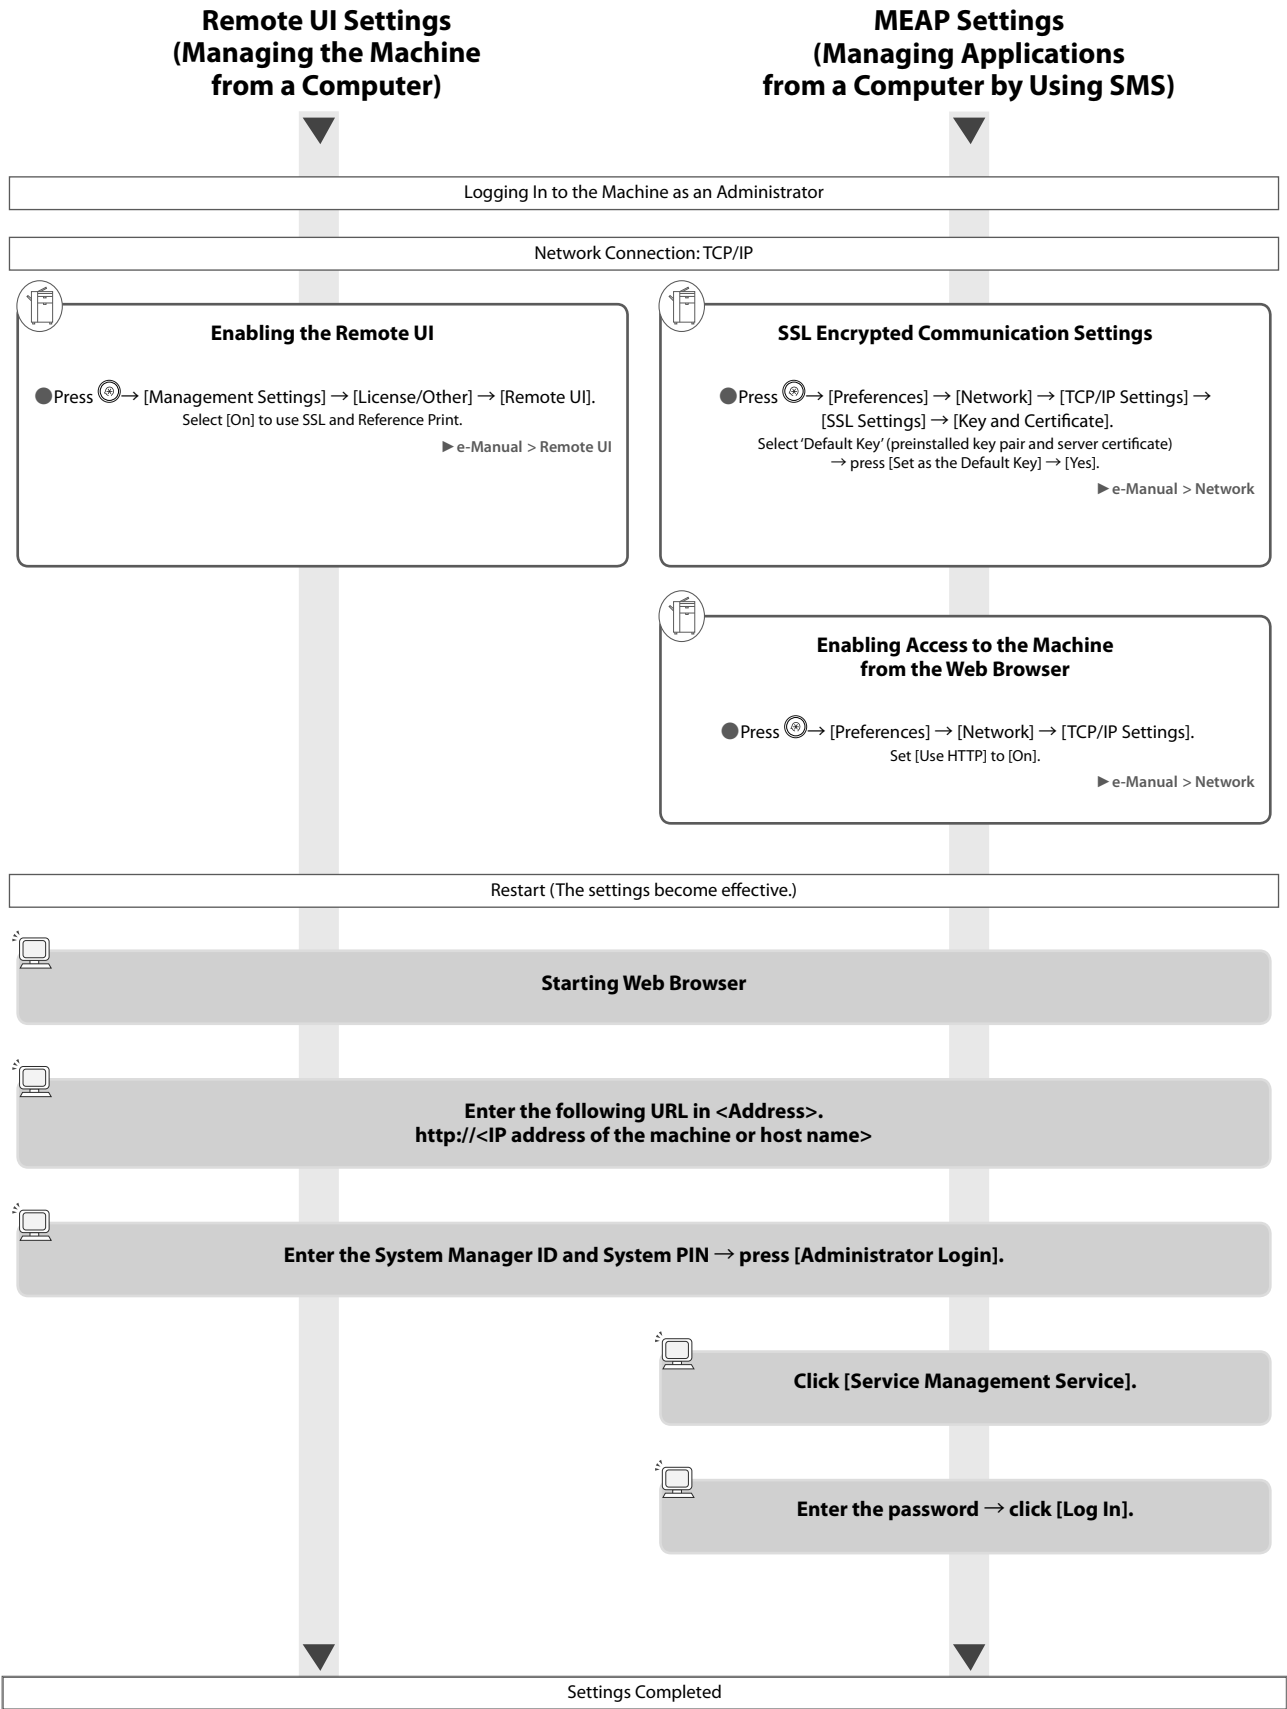 Remote UI Settings
(Managing the Machine
from a Computer)
MEAP Settings
(Managing Applications
from a Computer by Using SMS)
Logging In to the Machine as an Administrator
Network Connection: TCP/IP
Enabling the Remote UI
●Press → [Management Settings] → [License/Other] → [Remote UI].
Select [On] to use SSL and Reference Print.
►e-Manual > Remote UI
SSL Encrypted Communication Settings
●Press → [Preferences] → [Network] → [TCP/IP Settings] →
[SSL Settings] → [Key and Certificate].
Select ‘Default Key’ (preinstalled key pair and server certificate)
→ press [Set as the Default Key] → [Yes].
►e-Manual > Network
Enabling Access to the Machine
from the Web Browser
●Press → [Preferences] → [Network] → [TCP/IP Settings].
Set [Use HTTP] to [On].
►e-Manual > Network
Restart (The settings become effective.)
Starting Web Browser
Enter the following URL in <Address>.
http://<IP address of the machine or host name>
Enter the System Manager ID and System PIN → press [Administrator Login].
Click [Service Management Service].
Enter the password → click [Log In].
Settings Completed